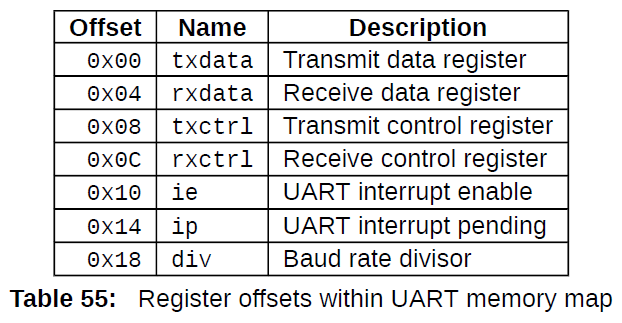 Offset Name Description
0x00 txdata Transmit data register
0x04 rxdata Receive data register
0x08 txctrl Transmit control register
0x0C rxctrl Receive control register
0x10 ie UART interrupt enable
0x14 ip UART interrupt pending
0x18 div Baud rate divisor
Table 55: Register offsets within UART memory map